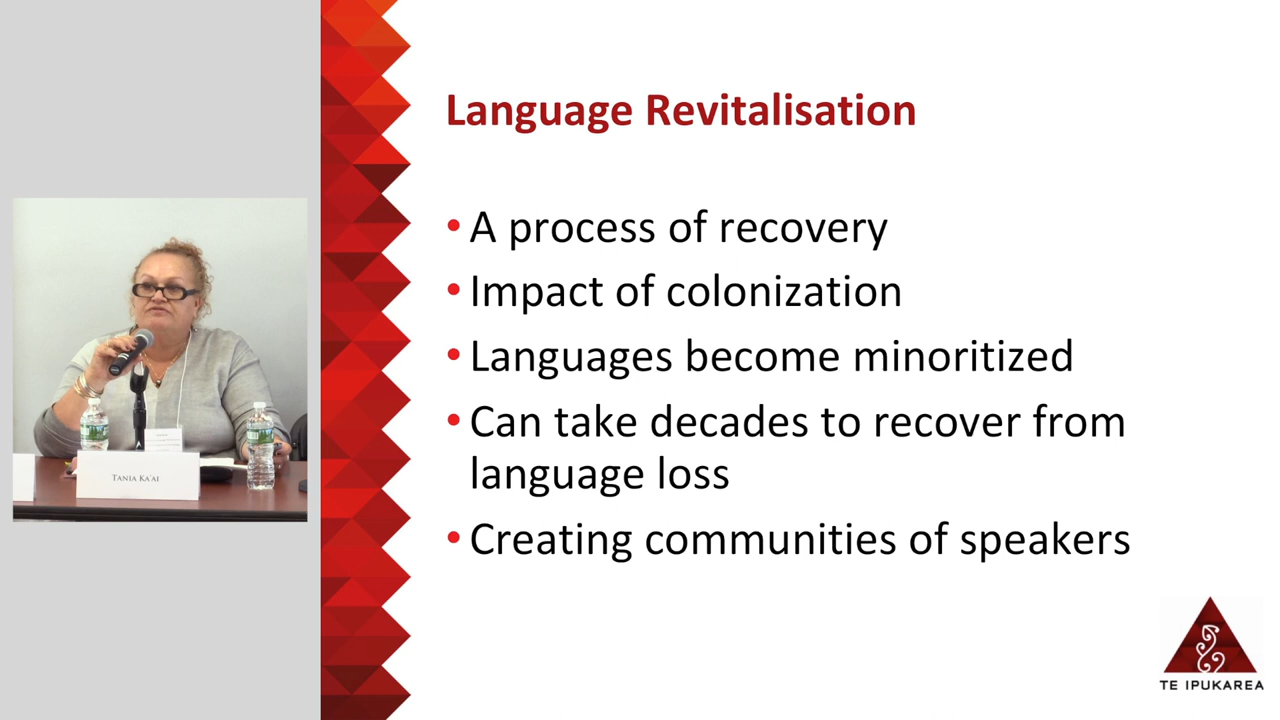 Language Revitalisation
• A process of recovery
• Impact of colonization
• Languages become minoritized
• Can take decades to recover from
language loss
• Creating communities of speakers
TANIA KA'AI
TE IPUKAREA